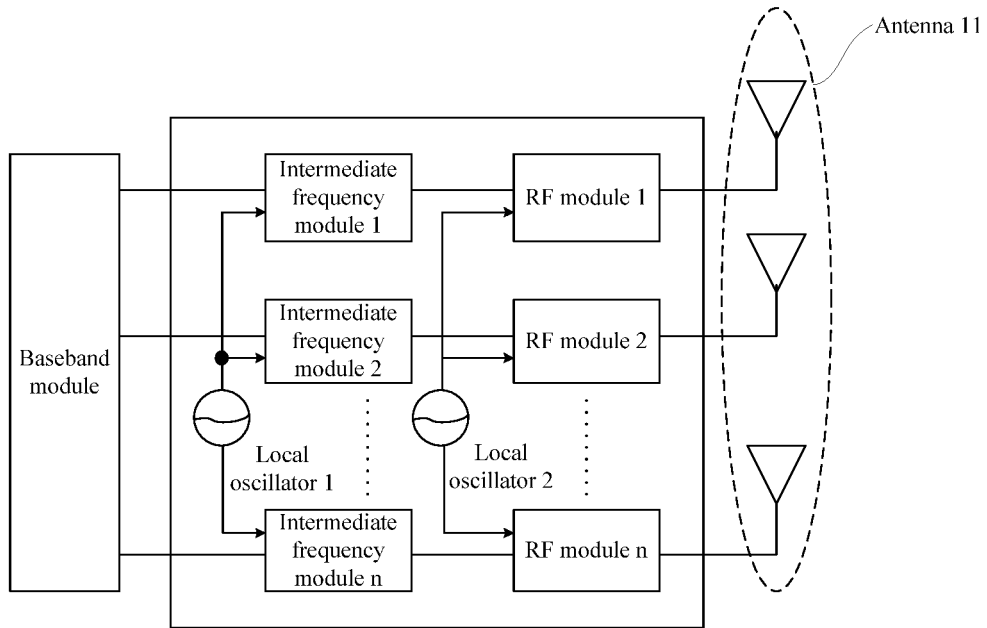 Antenna 11
Intermediate
frequency
module 1
RF module 1
Intermediate
frequency
module 2
RF module 2
Baseband
module
Local
oscillator 1
Local
oscillator 2
Intermediate
frequency
module n
RF module n